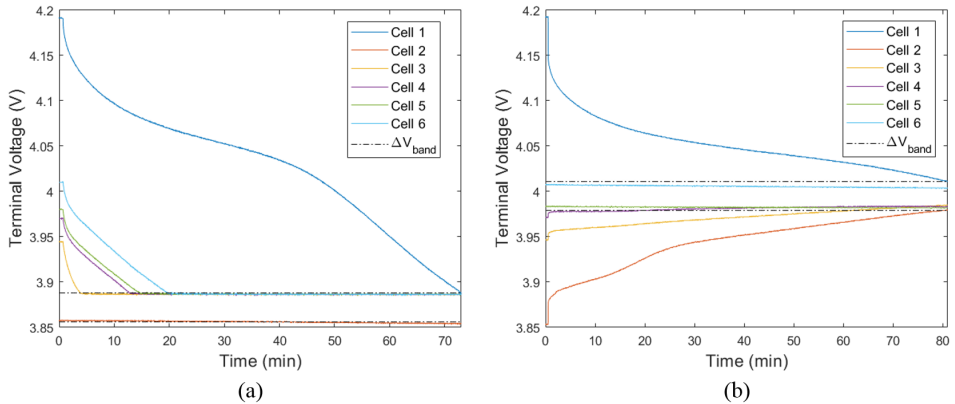 4.2
4.15
4.1
4.05
4
3.95
3.9
3.85
Terminal Voltage (V)
0 10 20 30 40 50 60 70
Time (min)
Cell 1
Cell 2
Cell 3
Cell 4
Cell 5
Cell 6
ΔVband
(a)
4.2
4.15
4.1
4.05
4
3.95
3.9
3.85
Terminal Voltage (V)
0 10 20 30 40 50 60 70 80
Time (min)
Cell 1
Cell 2
Cell 3
Cell 4
Cell 5
Cell 6
ΔVband
(b)